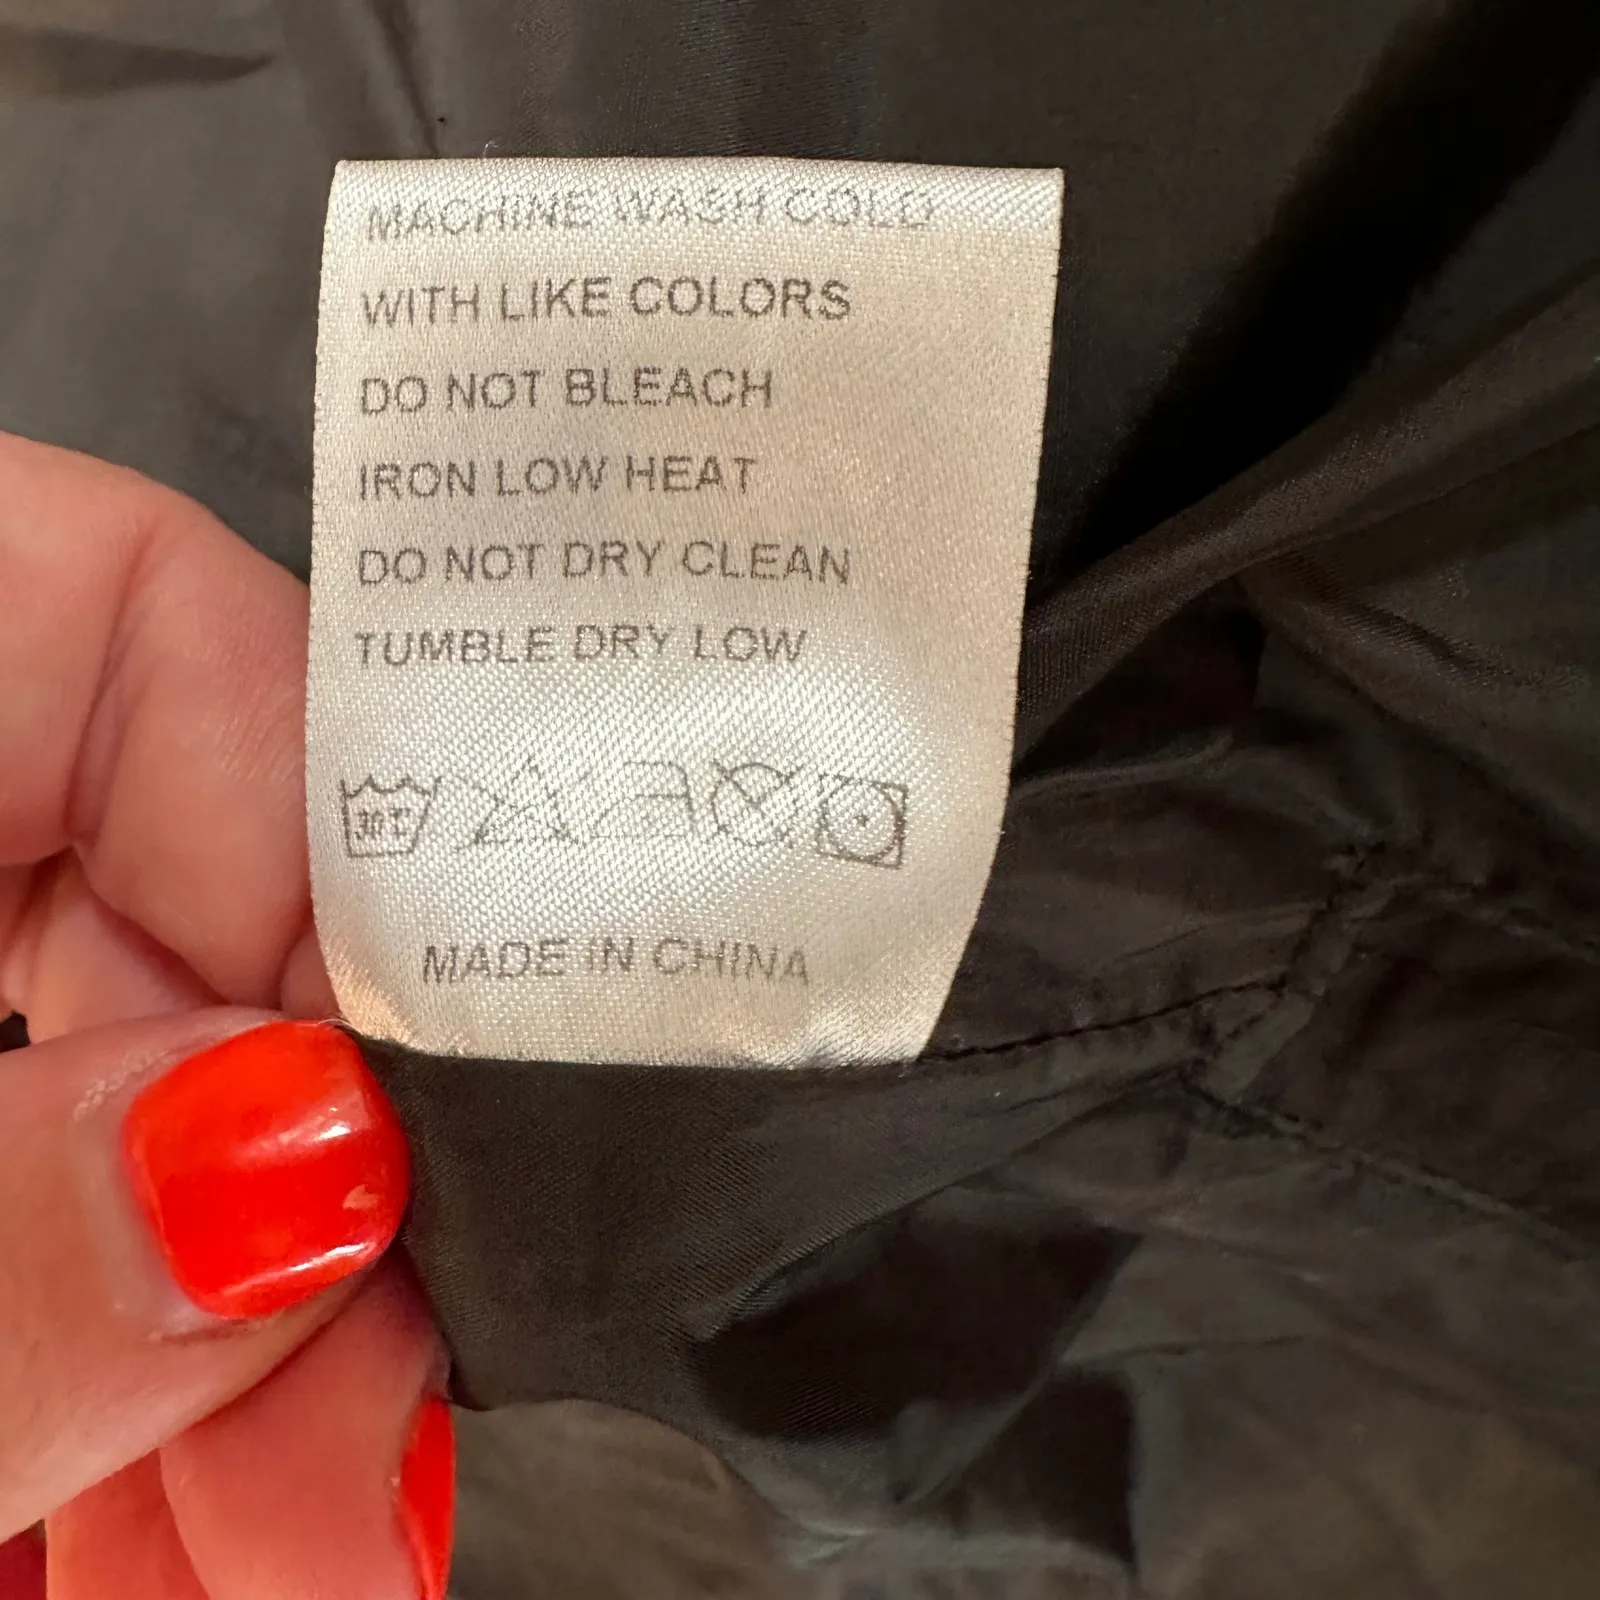 MACHINE WASH COLD
WITH LIKE COLORS
DO NOT BLEACH
IRON LOW HEAT
DO NOT DRY CLEAN
TUMBLE DRY LOW
30℃
MADE IN CHINA